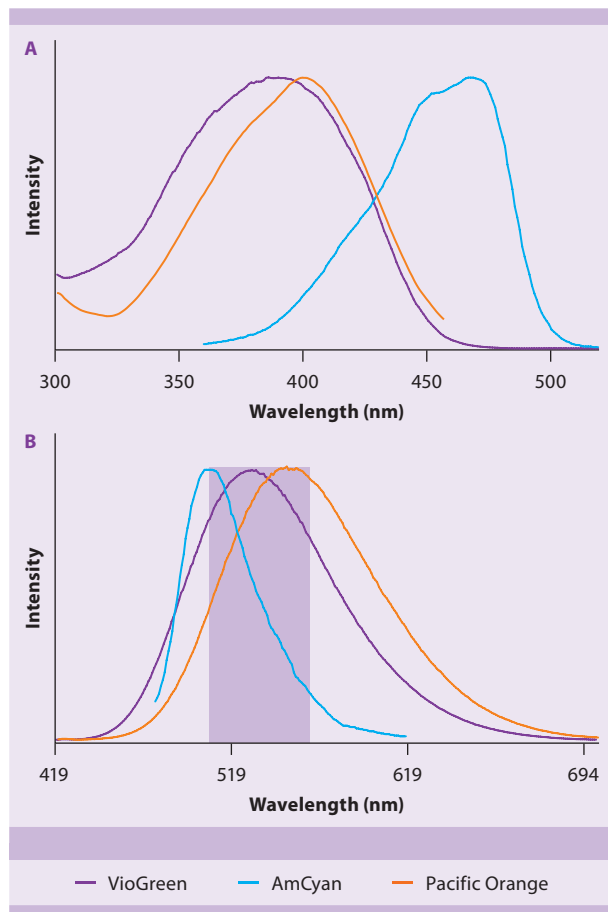 A
Intensity
300 350 400 450 500
Wavelength (nm)
B
Intensity
419 519 619 694
Wavelength (nm)
VioGreen AmCyan Pacific Orange